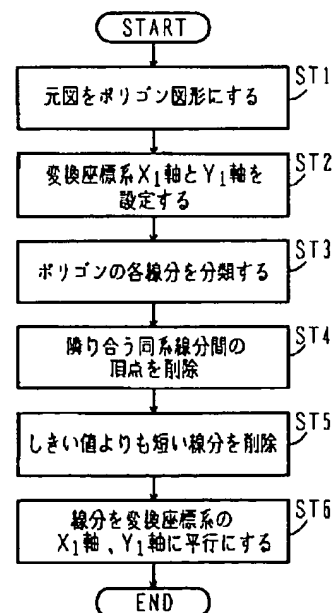 START
ST1
元図をポリゴン図形にする
ST2
変換座標系X₁軸とY₁軸を
設定する
ST3
ポリゴンの各線分を分類する
ST4
隣り合う同系線分間の
頂点を削除
ST5
しきい値よりも短い線分を削除
ST6
線分を変換座標系の
X₁軸、Y₁軸に平行にする
END